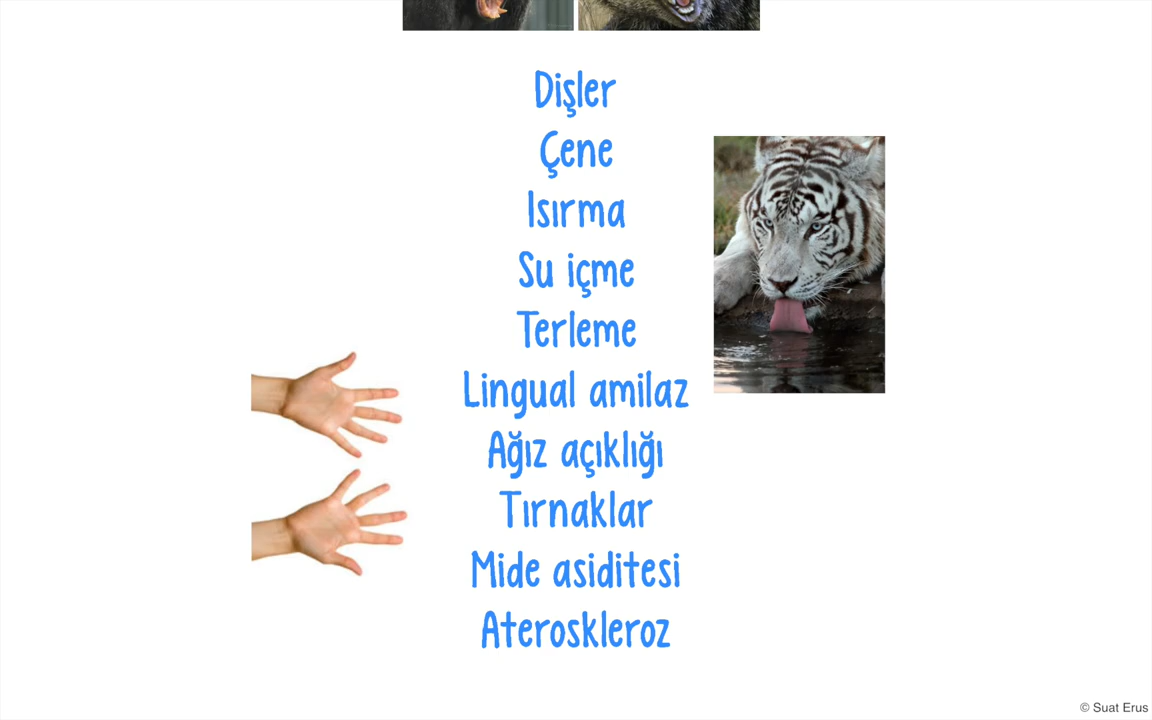 Dişler
Çene
Isırma
Su içme
Terleme
Lingual amilaz
Ağız açıklığı
Tırnaklar
Mide asiditesi
Ateroskleroz
© Suat Erus